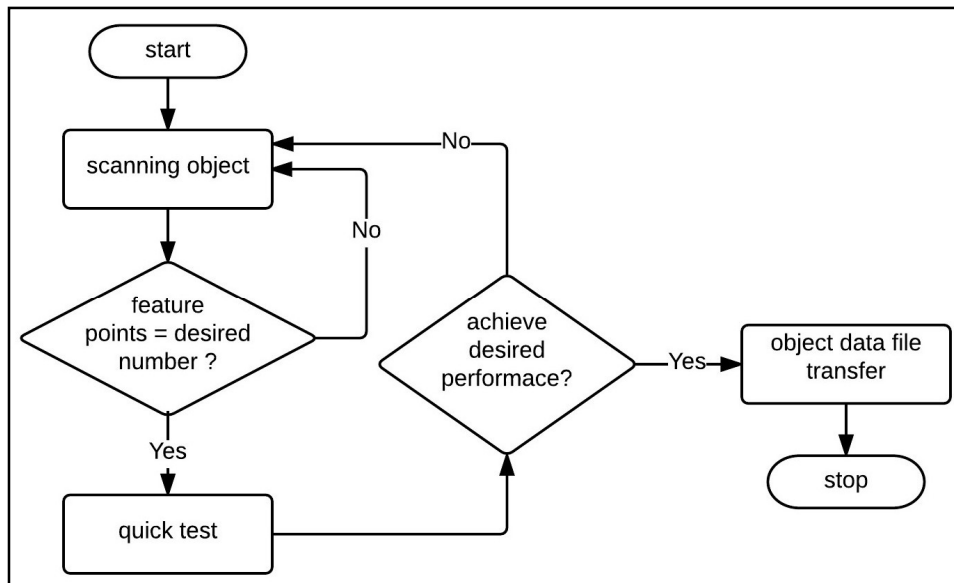 start
scanning object
No
No
feature
points = desired
number ?
Yes
quick test
achieve
desired
performace?
Yes
object data file
transfer
stop